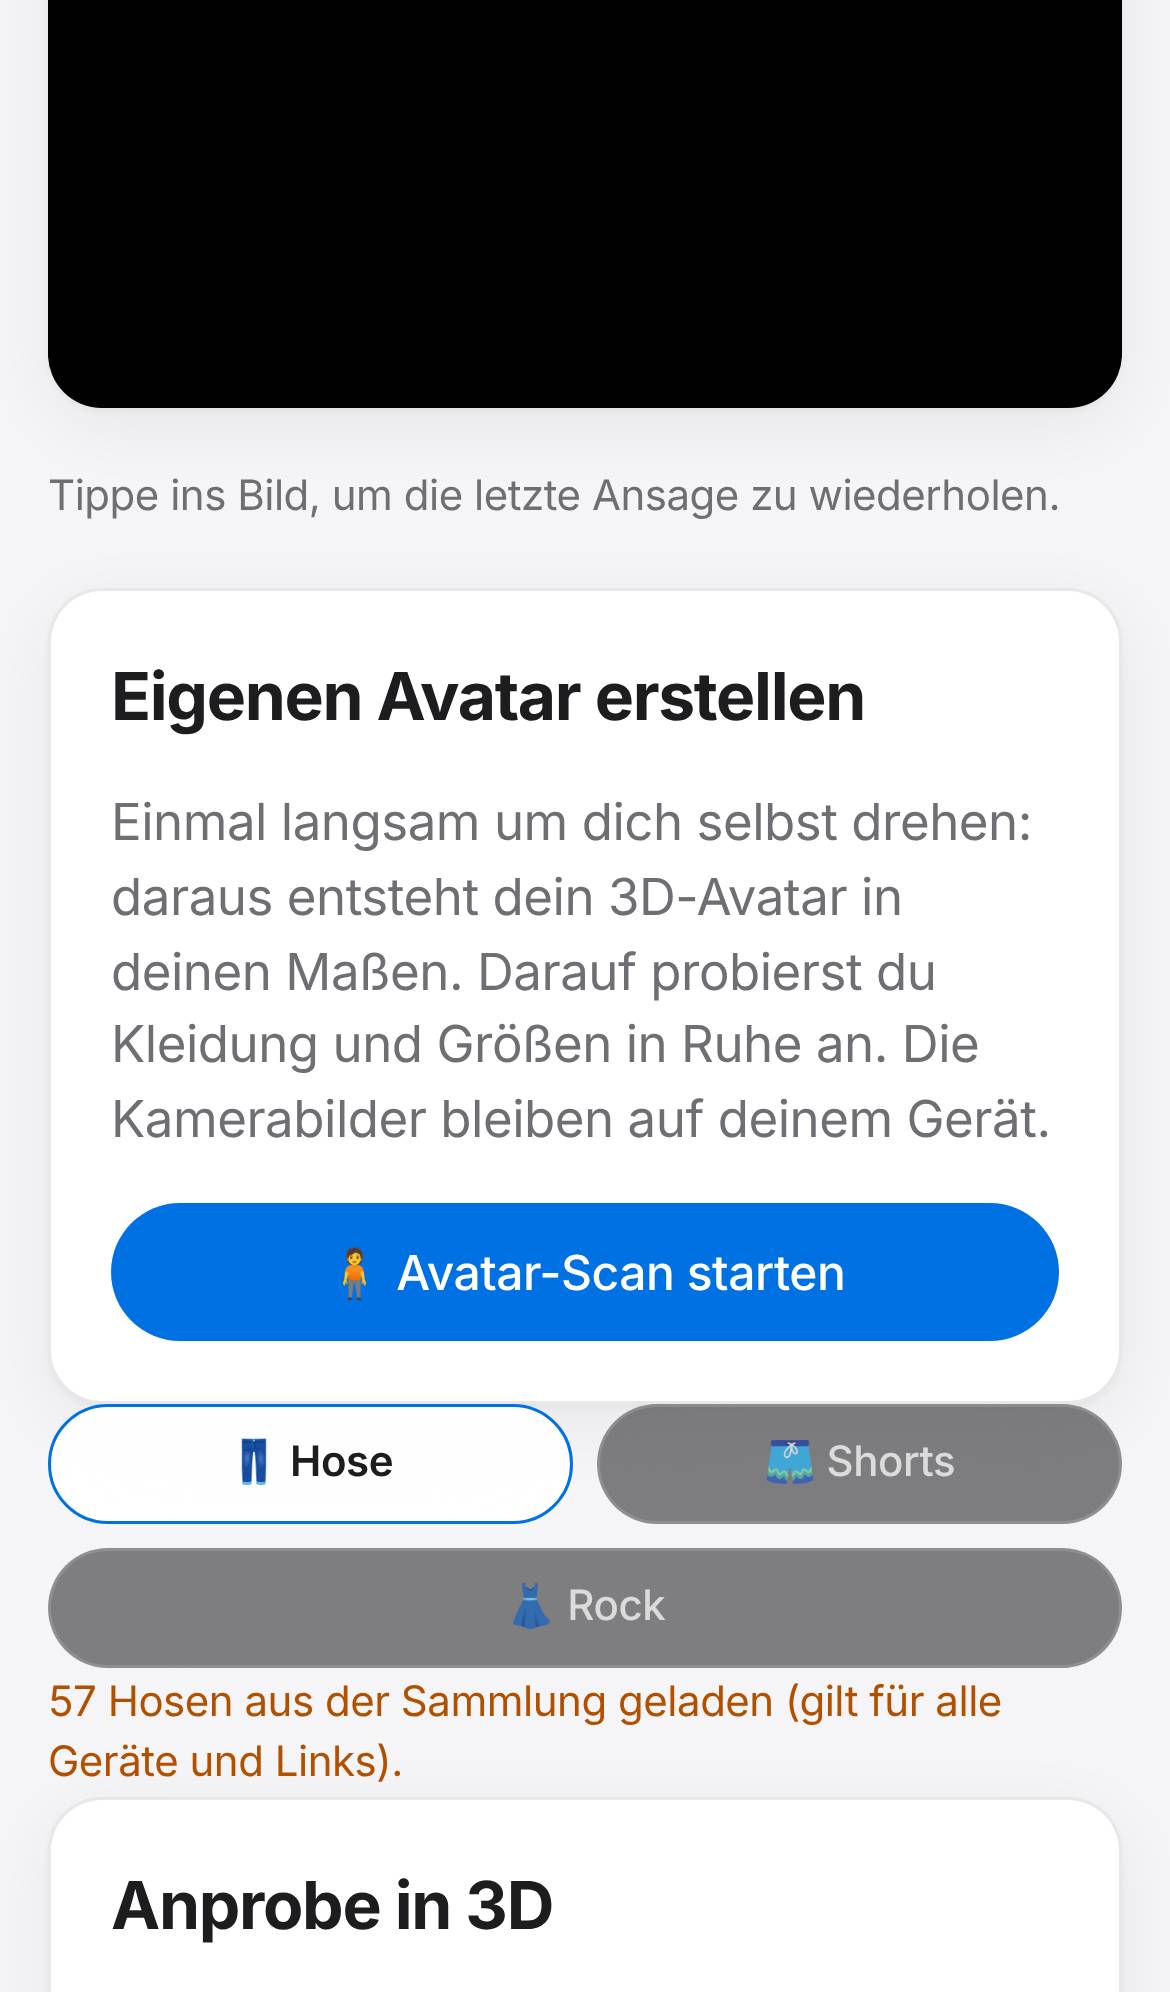 Tippe ins Bild, um die letzte Ansage zu wiederholen.
Eigenen Avatar erstellen
Einmal langsam um dich selbst drehen:
daraus entsteht dein 3D-Avatar in
deinen Maßen. Darauf probierst du
Kleidung und Größen in Ruhe an. Die
Kamerabilder bleiben auf deinem Gerät.
🧍 Avatar-Scan starten
👖 Hose
🩳 Shorts
👗 Rock
57 Hosen aus der Sammlung geladen (gilt für alle
Geräte und Links).
Anprobe in 3D